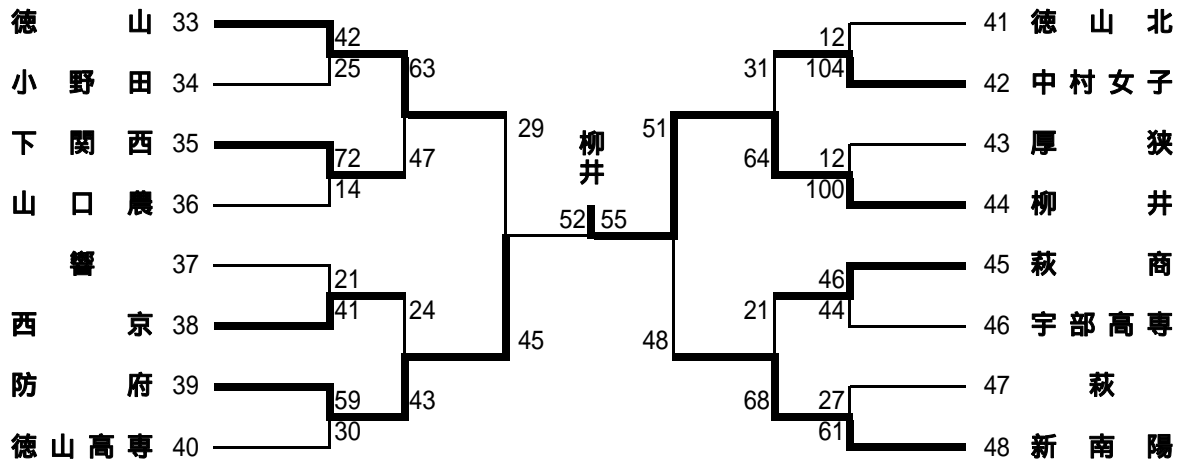 徳山 33
42
25
小野田 34
63
下関西 35
72
14
47
山口農 36
29
響 37
21
41
西京 38
24
防府 39
59
30
43
徳山高専 40
45
柳井
52 55
41 徳山北
12
104
42 中村女子
31
43 厚狭
12
100
64
44 柳井
51
45 萩商
46
44
46 宇部高専
21
47 萩
27
61
68
48 新南陽
48